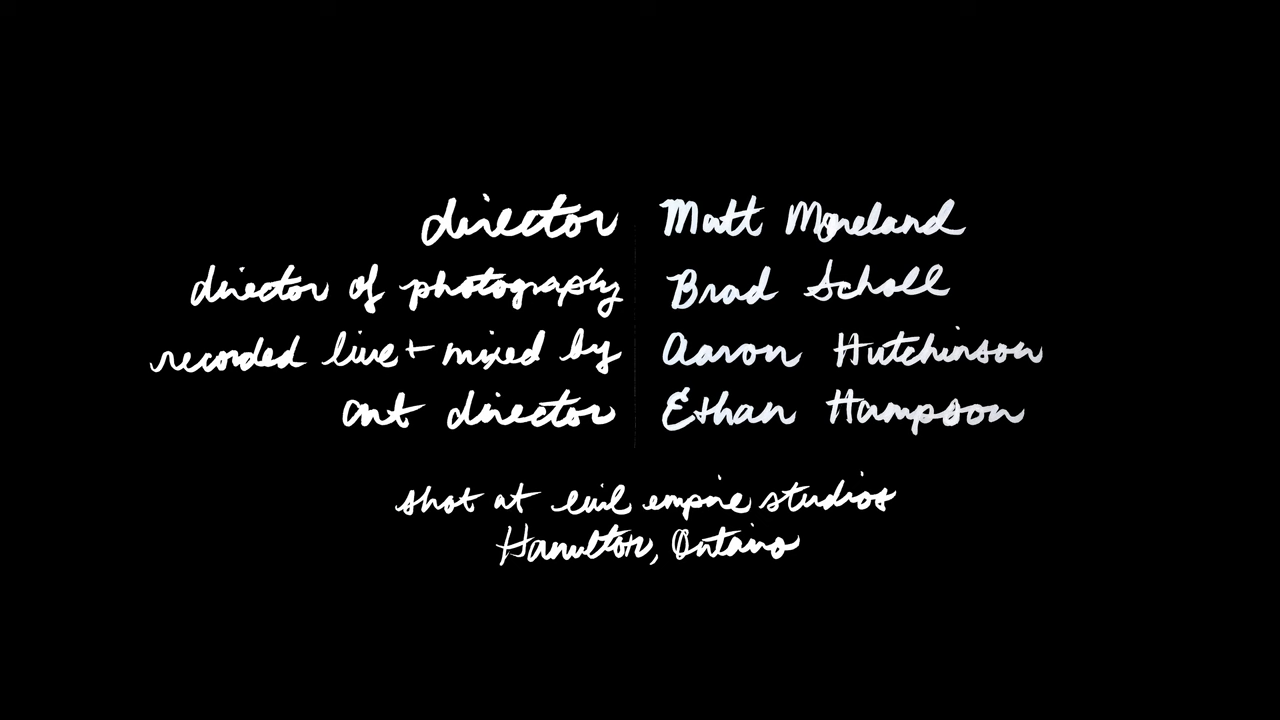 director Matt Moreland
director of photography Brad Scholl
recorded live + mixed by Aaron Hutchinson
art director Ethan Hampson
shot at evil empire studios
Hamilton, Ontario